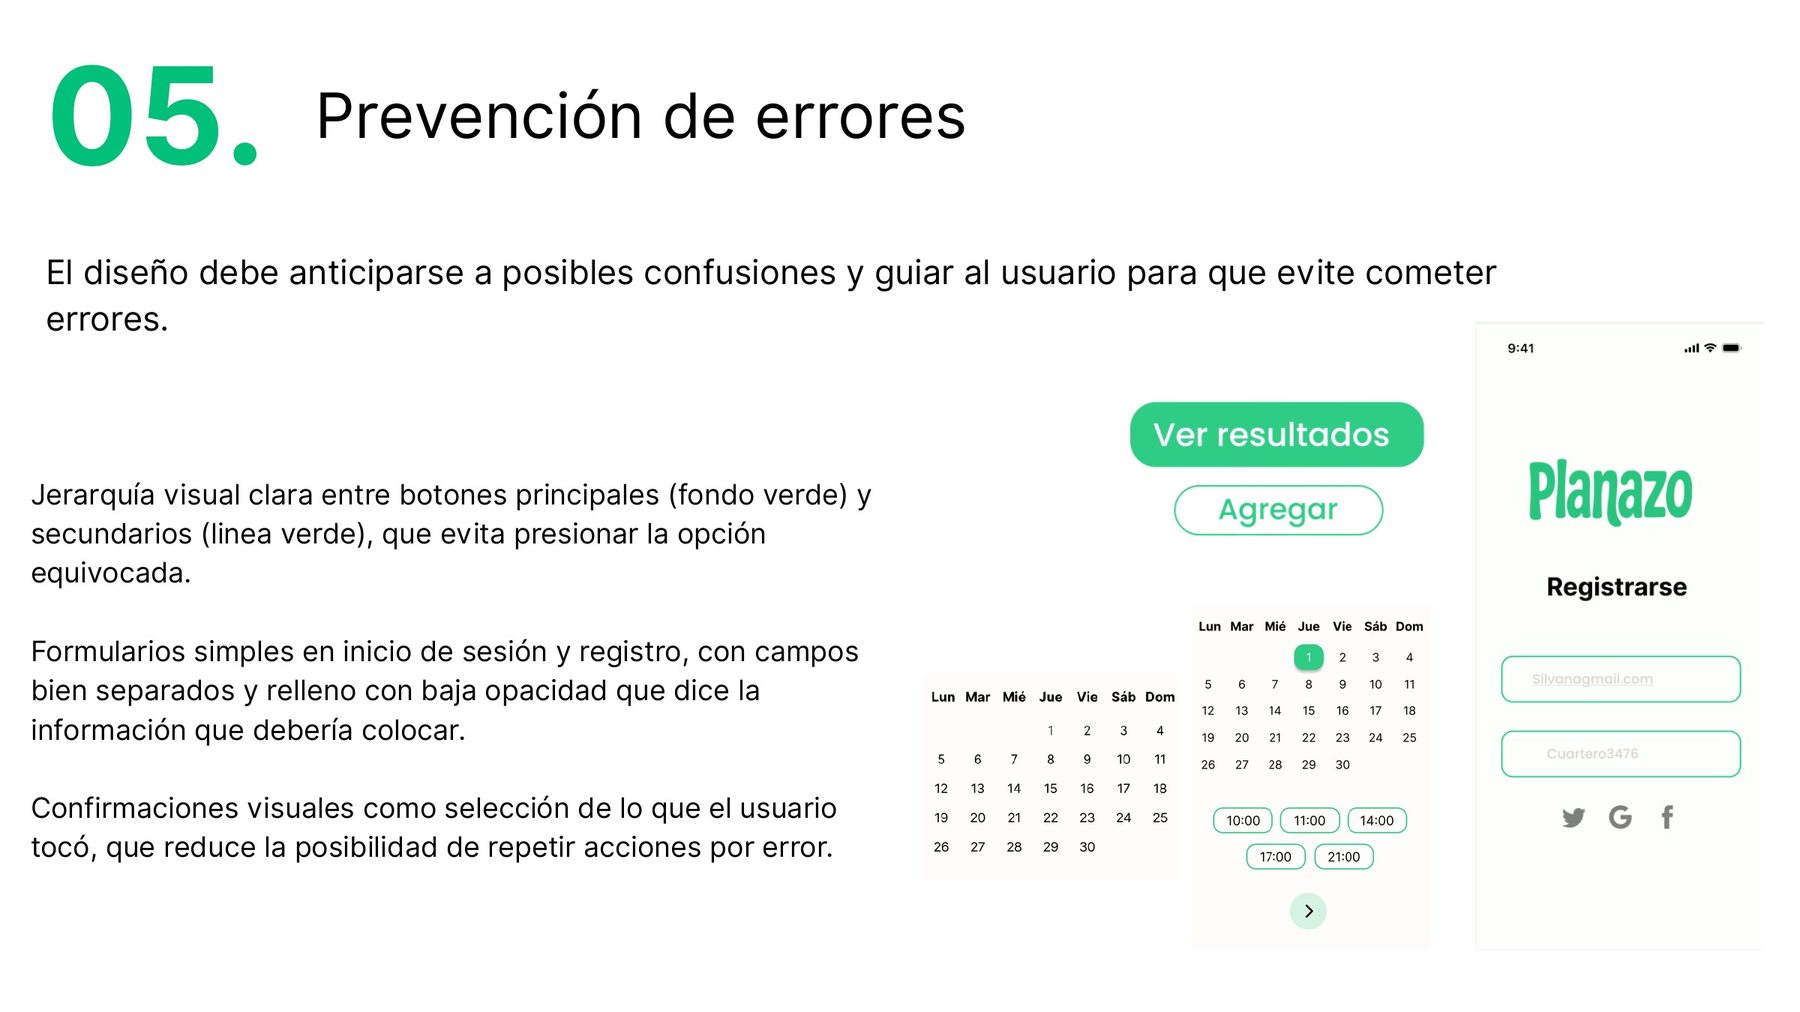 05. Prevención de errores
El diseño debe anticiparse a posibles confusiones y guiar al usuario para que evite cometer
errores.
Jerarquía visual clara entre botones principales (fondo verde) y
secundarios (linea verde), que evita presionar la opción
equivocada.
Formularios simples en inicio de sesión y registro, con campos
bien separados y relleno con baja opacidad que dice la
información que debería colocar.
Confirmaciones visuales como selección de lo que el usuario
tocó, que reduce la posibilidad de repetir acciones por error.
Ver resultados
Agregar
Lun Mar Mié Jue Vie Sáb Dom
1 2 3 4
5 6 7 8 9 10 11
12 13 14 15 16 17 18
19 20 21 22 23 24 25
26 27 28 29 30
Lun Mar Mié Jue Vie Sáb Dom
1 2 3 4
5 6 7 8 9 10 11
12 13 14 15 16 17 18
19 20 21 22 23 24 25
26 27 28 29 30
10:00 11:00 14:00
17:00 21:00
9:41
Planazo
Registrarse
Silvanagmail.com
Cuartero3476